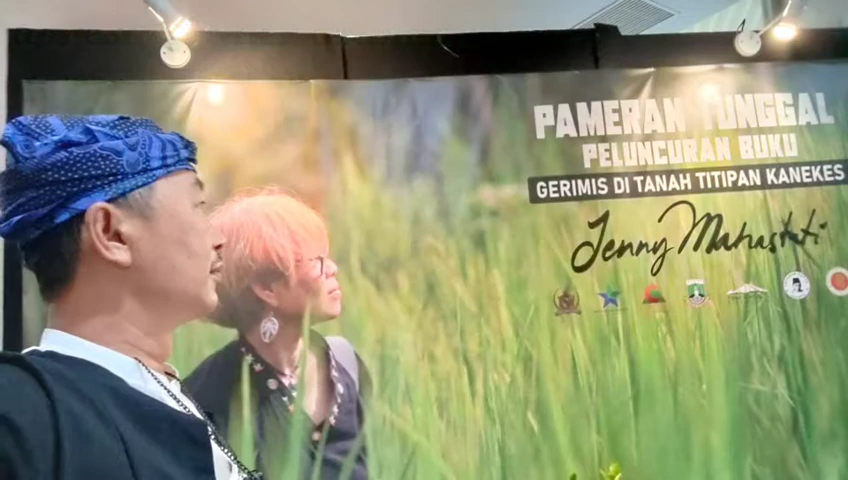 PAMERAN TUNGGAL
PELUNCURAN BUKU
GERIMIS DI TANAH TITIPAN KANEKES
Jenny Mahastuti